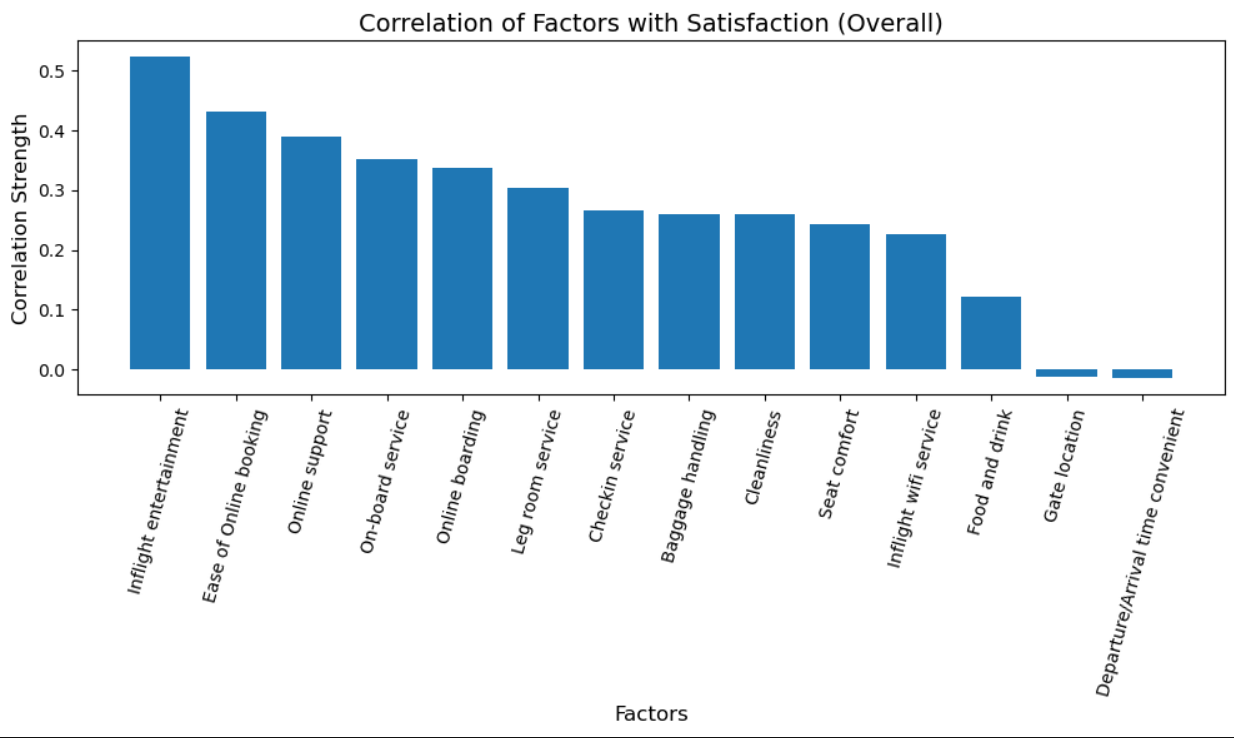 Correlation of Factors with Satisfaction (Overall)
Correlation Strength
0.5
0.4
0.3
0.2
0.1
0.0
Inflight entertainment
Ease of Online booking
Online support
On-board service
Online boarding
Leg room service
Checkin service
Baggage handling
Cleanliness
Seat comfort
Inflight wifi service
Food and drink
Gate location
Departure/Arrival time convenient
Factors